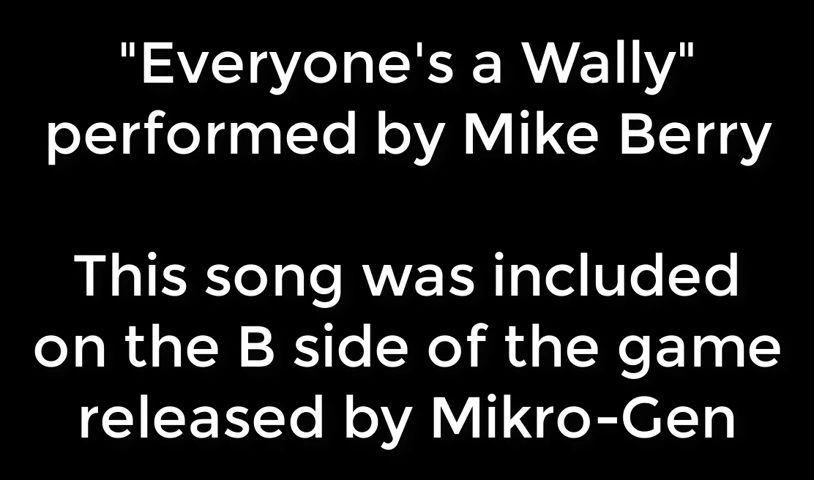 "Everyone's a Wally"
performed by Mike Berry
This song was included
on the B side of the game
released by Mikro-Gen